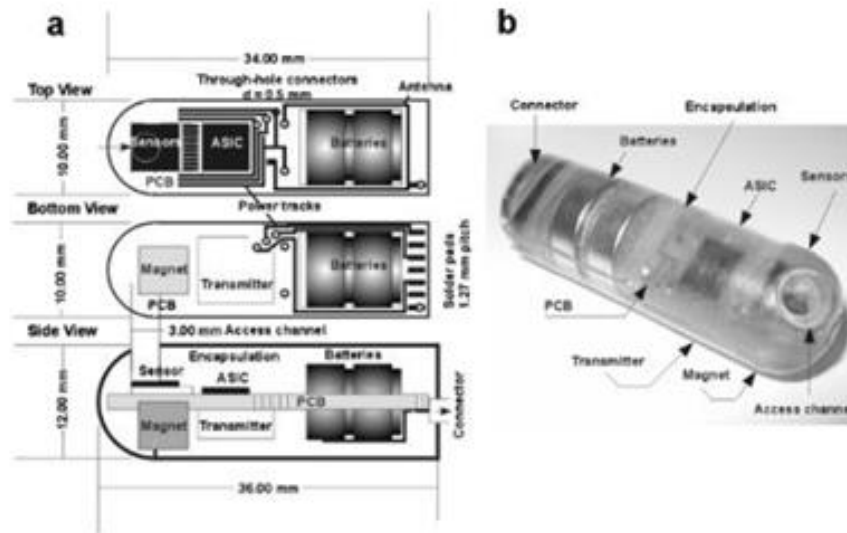 a
34.00 mm
Through-hole connectors
d = 0.5 mm
Antenna
Top View
Sensors
ASIC
Batteries
PCB
10.00 mm
Power tracks
Bottom View
Magnet
Transmitter
Batteries
PCB
10.00 mm
Solder pads
1.27 mm pitch
3.00 mm Access channel
Side View
Encapsulation
Batteries
Sensor
ASIC
PCB
Magnet
Transmitter
12.00 mm
Connector
36.00 mm
b
Connector
Encapsulation
Batteries
ASIC
Sensors
PCB
Transmitter
Magnet
Access channel